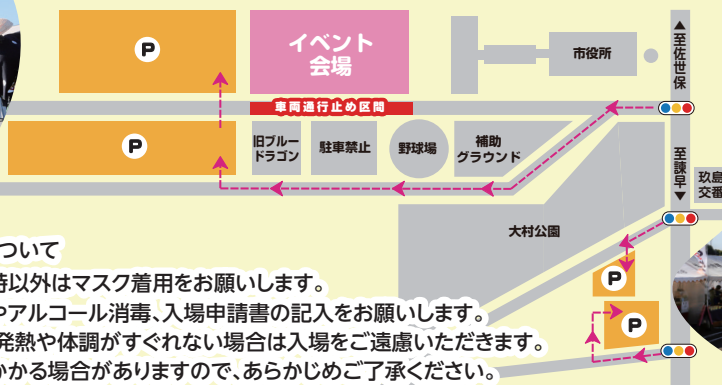 P
イベント
会場
市役所
▲至佐世保
車両通行止め区間
P
旧ブルー
ドラゴン
駐車禁止
野球場
補助
グラウンド
至諫早▼
玖島
交番
大村公園
P
P
ついて
時以外はマスク着用をお願いします。
やアルコール消毒、入場申請書の記入をお願いします。
発熱や体調がすぐれない場合は入場をご遠慮いただきます。
かかる場合がありますので、あらかじめご了承ください。